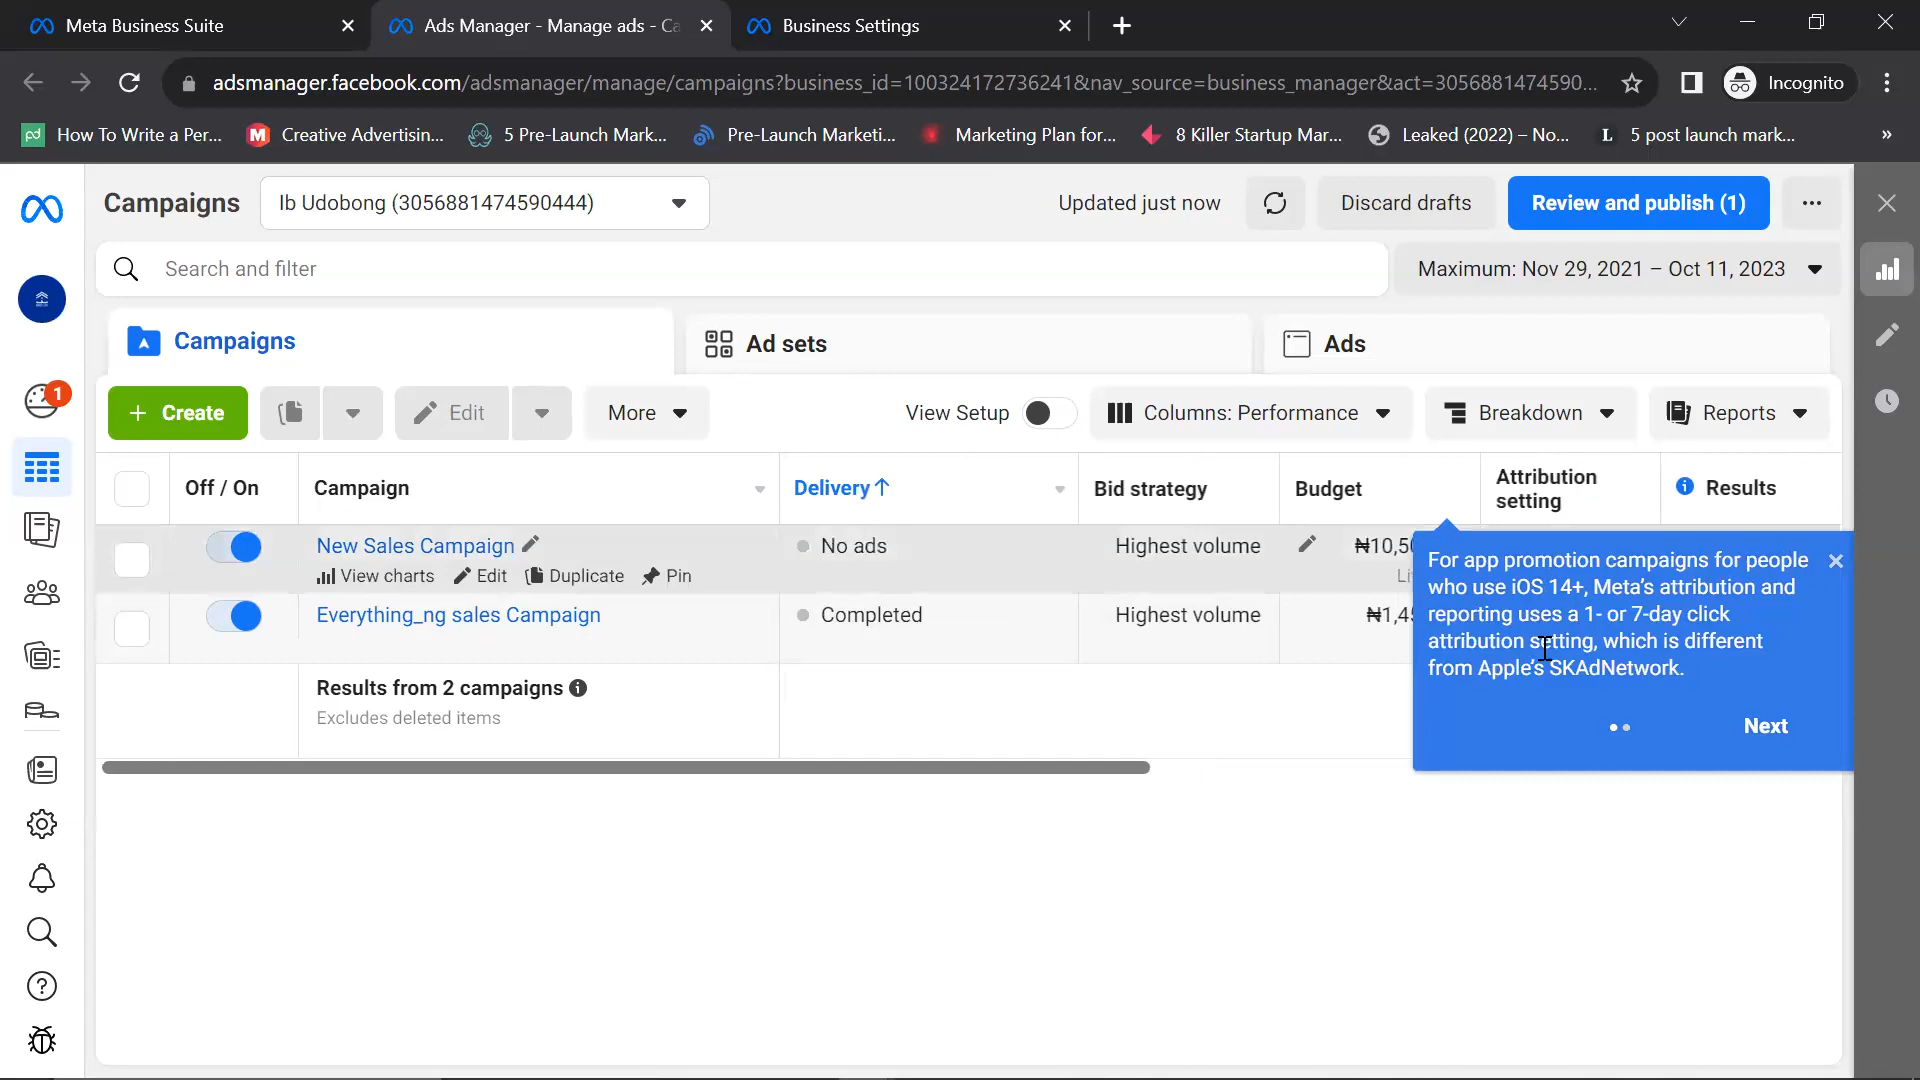 Meta Business Suite
Ads Manager - Manage ads - Ca
Business Settings
adsmanager.facebook.com/adsmanager/manage/campaigns?business_id=100324172736241&nav_source=business_manager&act=3056881474590...
Incognito
pd How To Write a Per...
M Creative Advertisin...
5 Pre-Launch Mark...
Pre-Launch Marketi...
Marketing Plan for...
8 Killer Startup Mar...
Leaked (2022) – No...
L 5 post launch mark...
»
Campaigns
Ib Udobong (3056881474590444)
Updated just now
Discard drafts
Review and publish (1)
Search and filter
Maximum: Nov 29, 2021 – Oct 11, 2023
Campaigns
Ad sets
Ads
1
+ Create
Edit
More
View Setup
Columns: Performance
Breakdown
Reports
Off / On
Campaign
Delivery ↑
Bid strategy
Budget
Attribution
setting
Results
New Sales Campaign
No ads
Highest volume
₦10,50
View charts
Edit
Duplicate
Pin
Li
Everything_ng sales Campaign
Completed
Highest volume
₦1,45
Results from 2 campaigns
Excludes deleted items
For app promotion campaigns for people
who use iOS 14+, Meta's attribution and
reporting uses a 1- or 7-day click
attribution setting, which is different
from Apple's SKAdNetwork.
Next